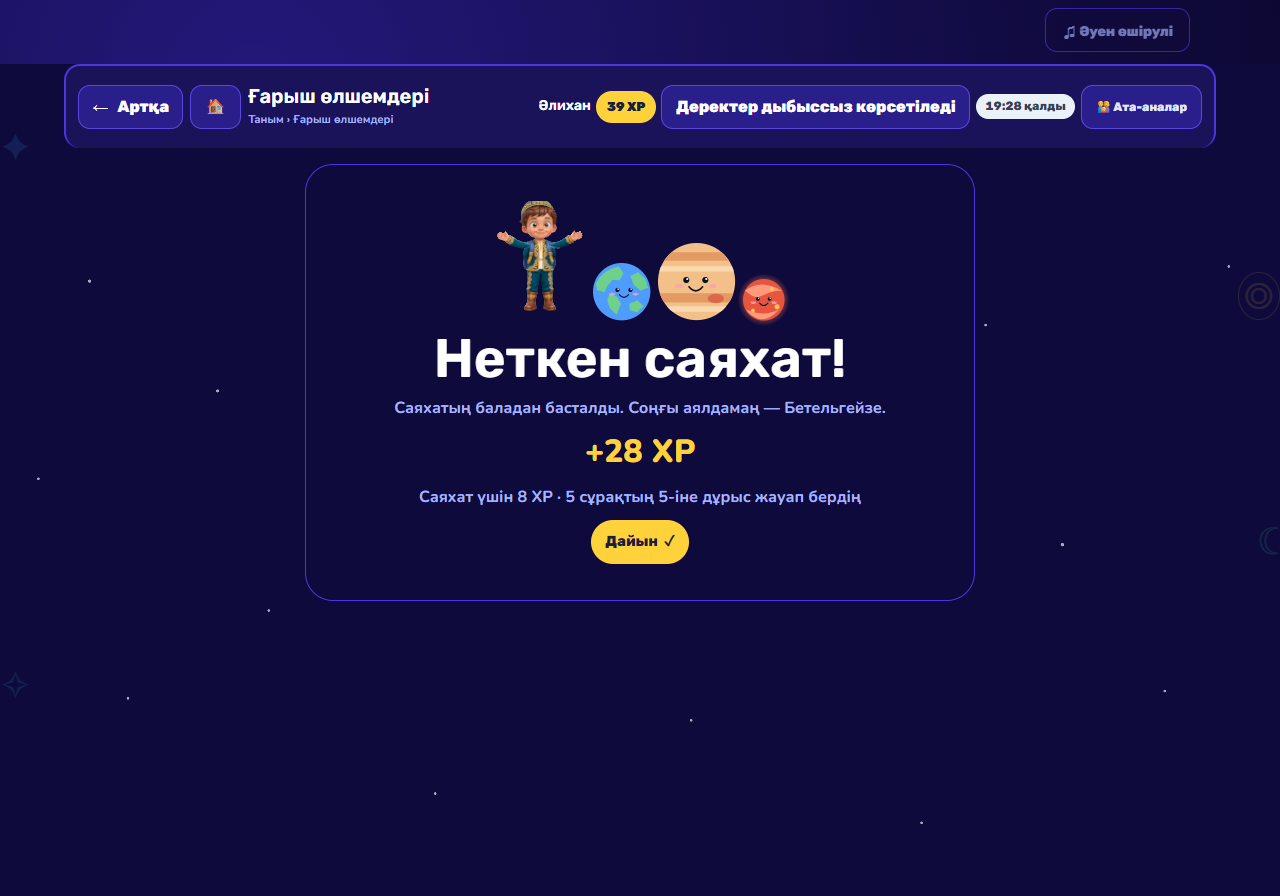 ♫ Әуен өшірулі
← Артқа
Ғарыш өлшемдері
Таным › Ғарыш өлшемдері
Әлихан
39 XP
Деректер дыбыссыз көрсетіледі
19:28 қалды
Ата-аналар
Неткен саяхат!
Саяхатың баладан басталды. Соңғы аялдамаң — Бетельгейзе.
+28 XP
Саяхат үшін 8 XP · 5 сұрақтың 5-іне дұрыс жауап бердің
Дайын ✓